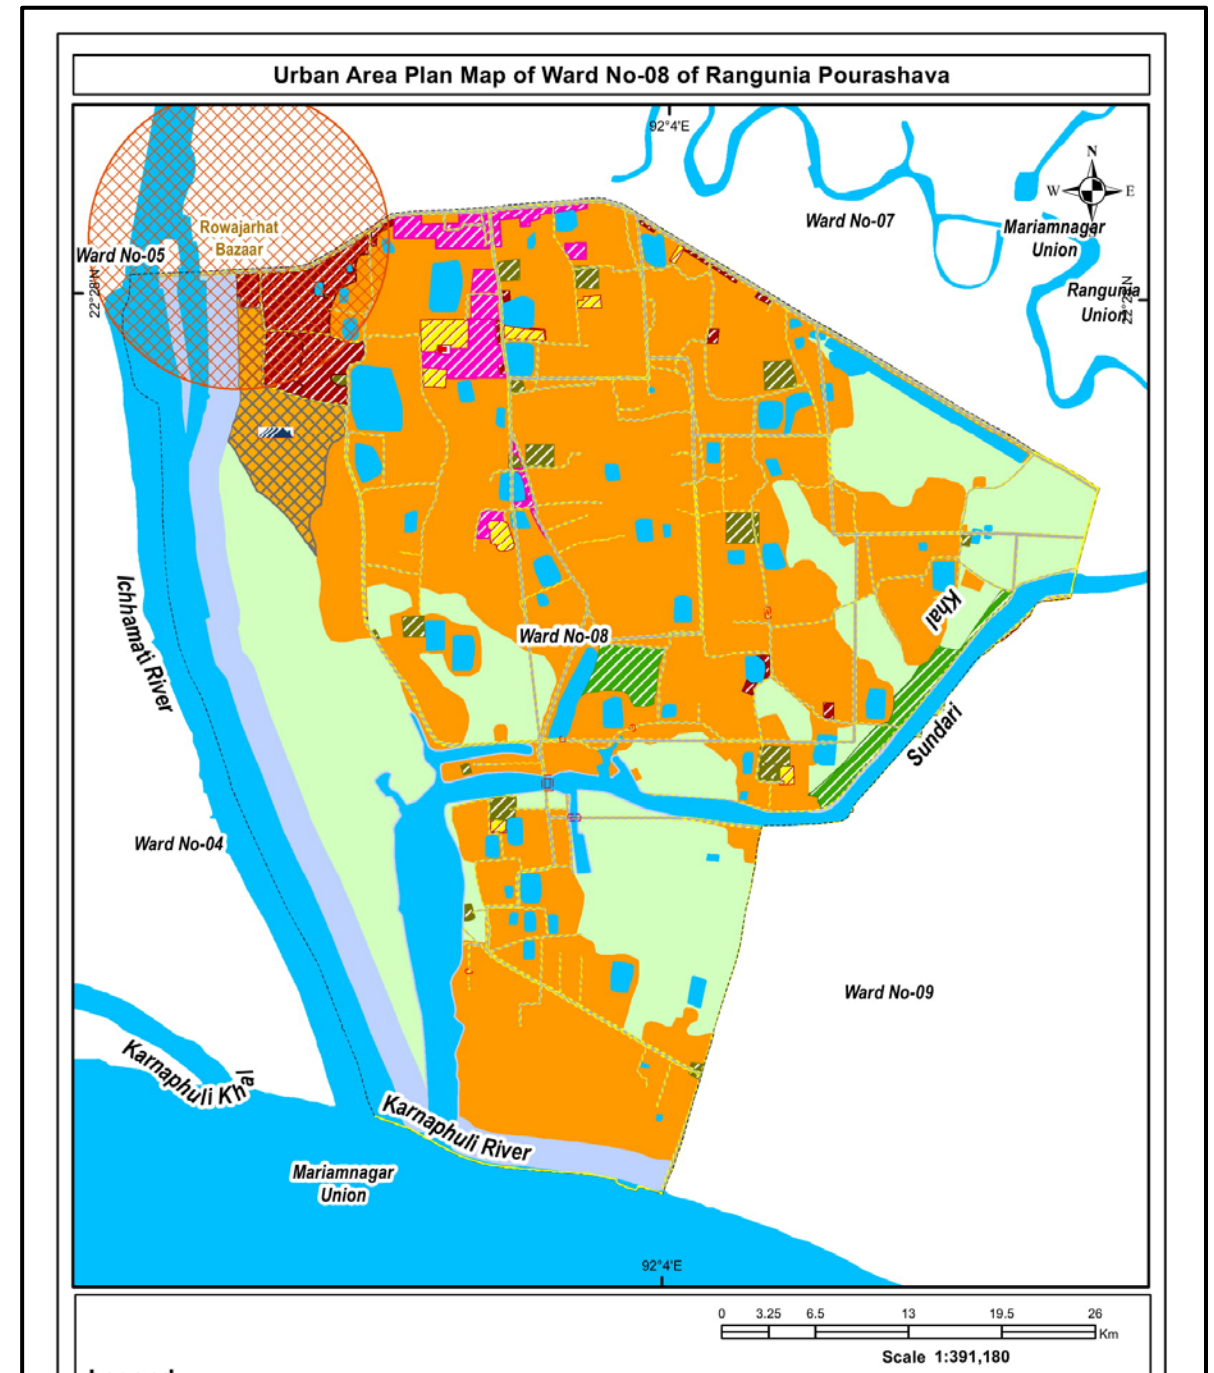 Urban Area Plan Map of Ward No-08 of Rangunia Pourashava
92°4'E
N
W
E
Ward No-07
Mariamnagar
Union
Rowajarhat
Bazaar
Ward No-05
22°28'N
Rangunia
Union
Ichhamati River
Ward No-08
Khal
Sundari
Ward No-04
Ward No-09
Karnaphuli Khal
Karnaphuli River
Mariamnagar
Union
92°4'E
0 3.25 6.5 13 19.5 26
Km
Scale 1:391,180